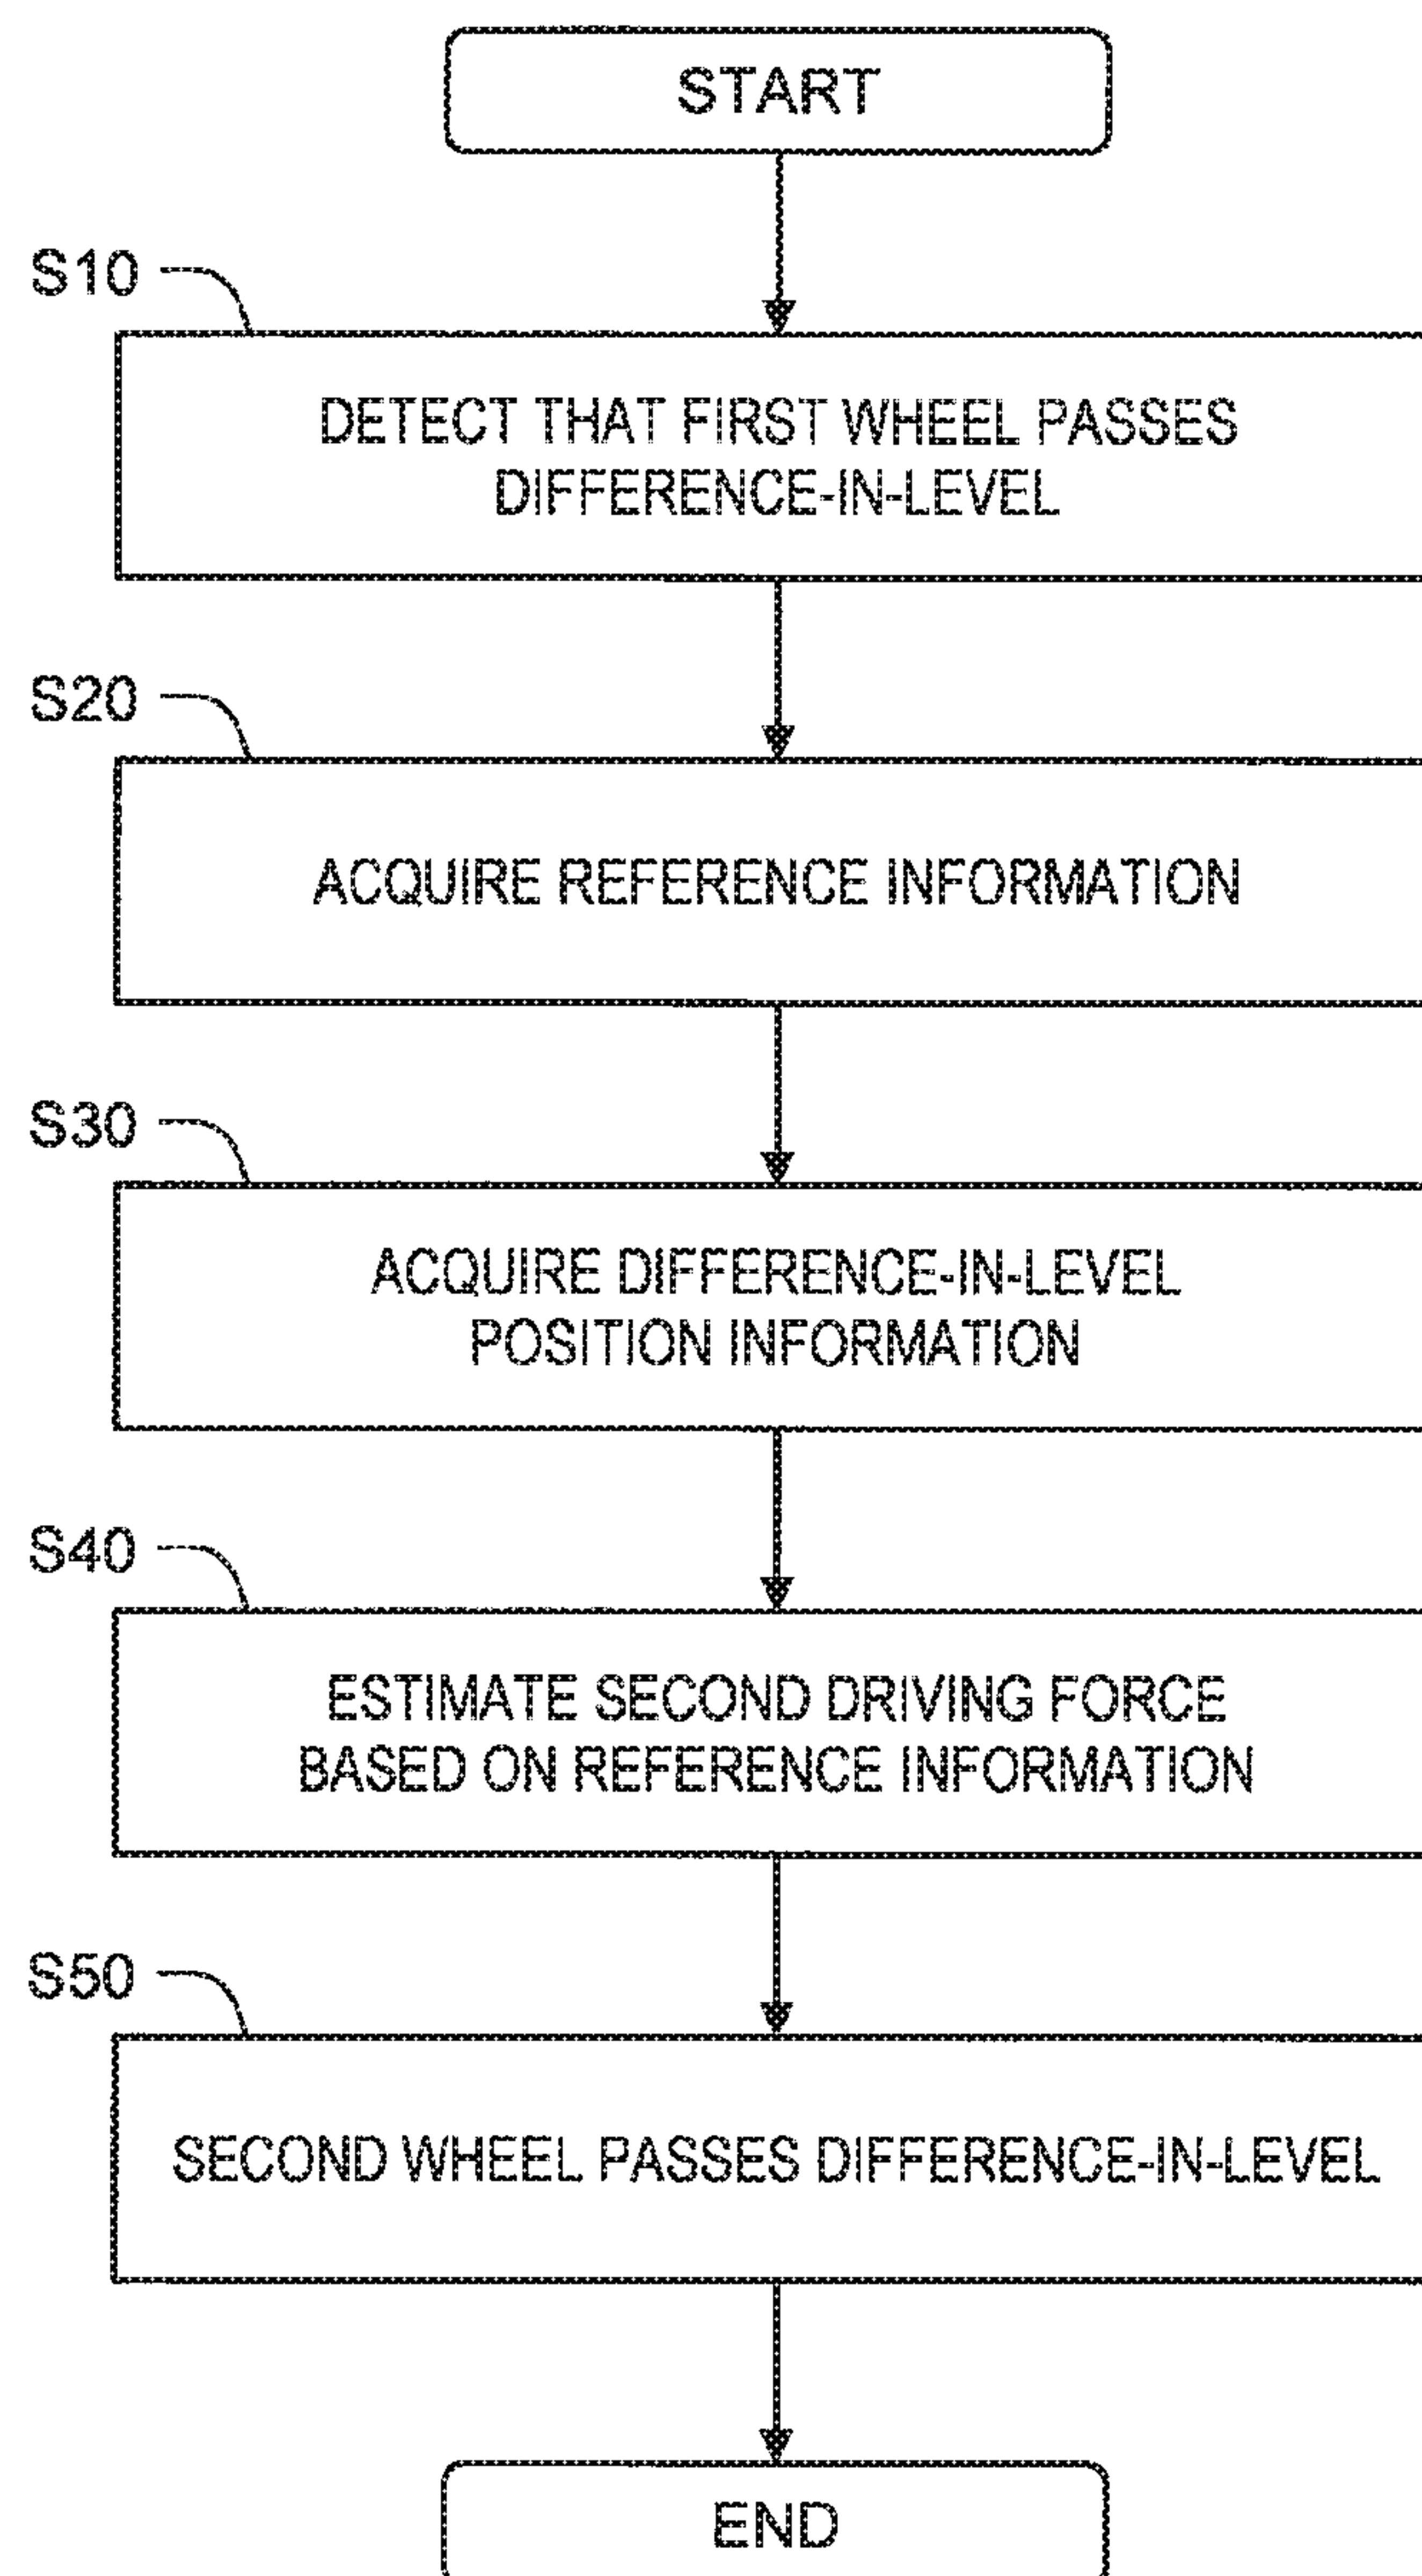 START
S10
DETECT THAT FIRST WHEEL PASSES
DIFFERENCE-IN-LEVEL
S20
ACQUIRE REFERENCE INFORMATION
S30
ACQUIRE DIFFERENCE-IN-LEVEL
POSITION INFORMATION
S40
ESTIMATE SECOND DRIVING FORCE
BASED ON REFERENCE INFORMATION
S50
SECOND WHEEL PASSES DIFFERENCE-IN-LEVEL
END